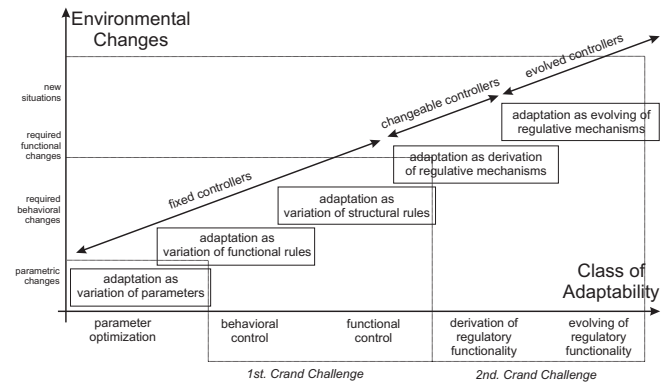 Environmental
Changes
new
situations
required
functional
changes
required
behavioral
changes
parametric
changes
evolved controllers
changeable controllers
fixed controllers
adaptation as evolving of
regulative mechanisms
adaptation as derivation
of regulative mechanisms
adaptation as
variation of structural rules
adaptation as
variation of functional rules
adaptation as
variation of parameters
Class of
Adaptability
parameter
optimization
behavioral
control
functional
control
derivation of
regulatory
functionality
evolving of
regulatory
functionality
1st. Crand Challenge
2nd. Crand Challenge